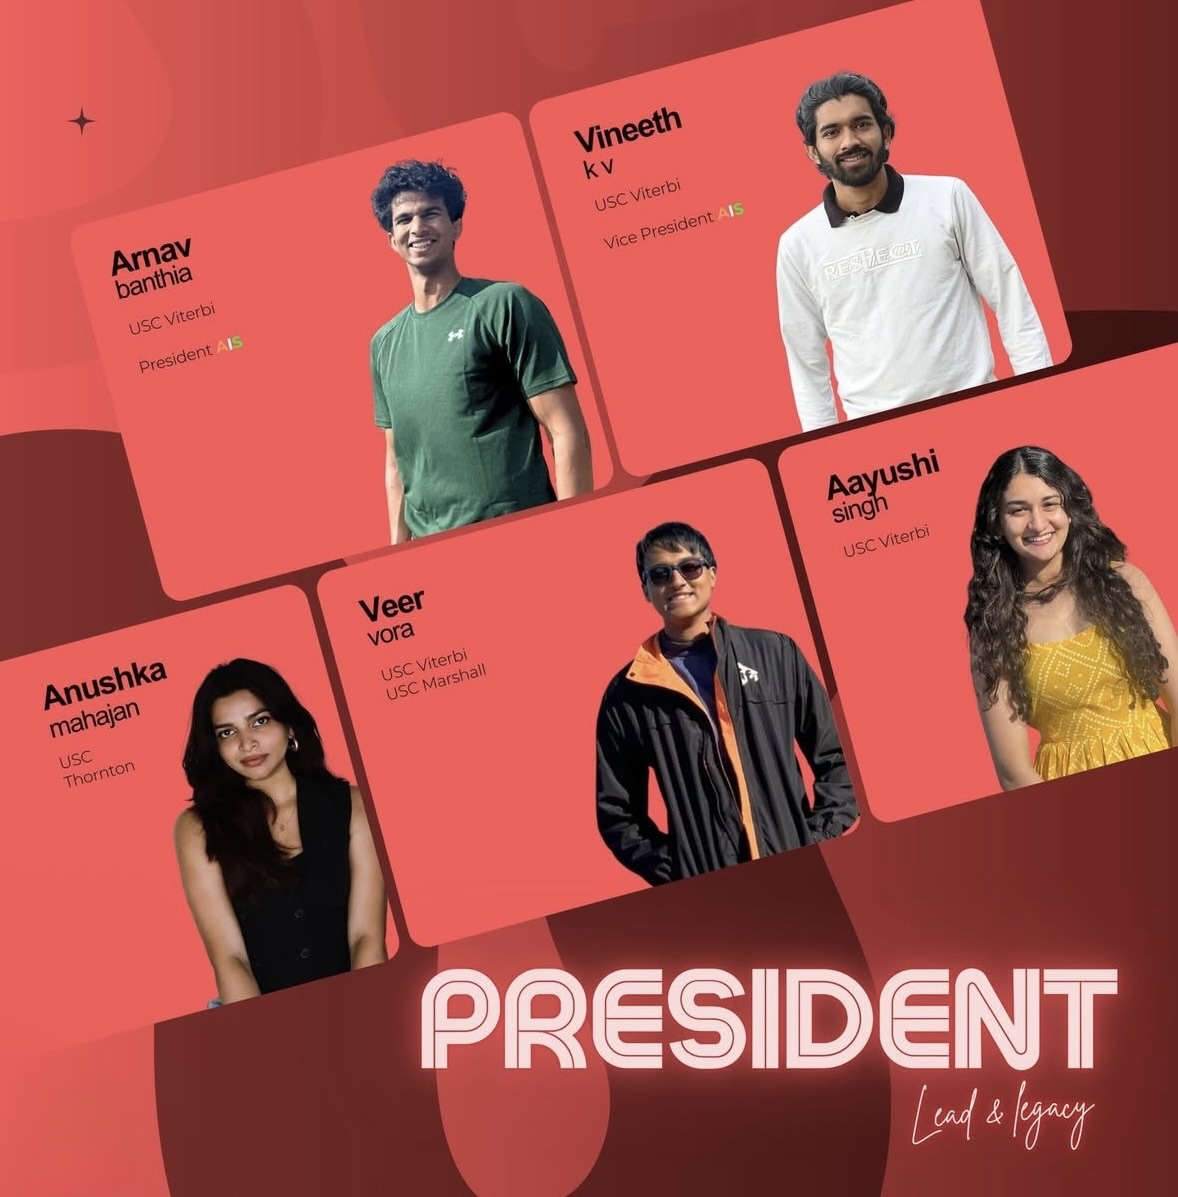 Arnav
banthia
USC Viterbi
President AIS
Vineeth
k v
USC Viterbi
Vice President AIS
RESPECT
Anushka
mahajan
USC
Thornton
Veer
vora
USC Viterbi
USC Marshall
Aayushi
singh
USC Viterbi
PRESIDENT
Lead & legacy